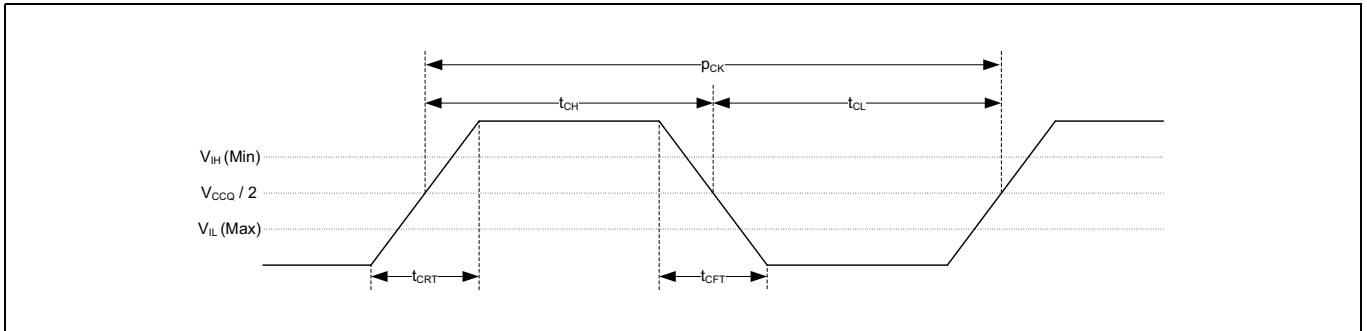 pCK
tCH
tCL
VIH (Min)
VCCQ / 2
VIL (Max)
tCRT
tCFT